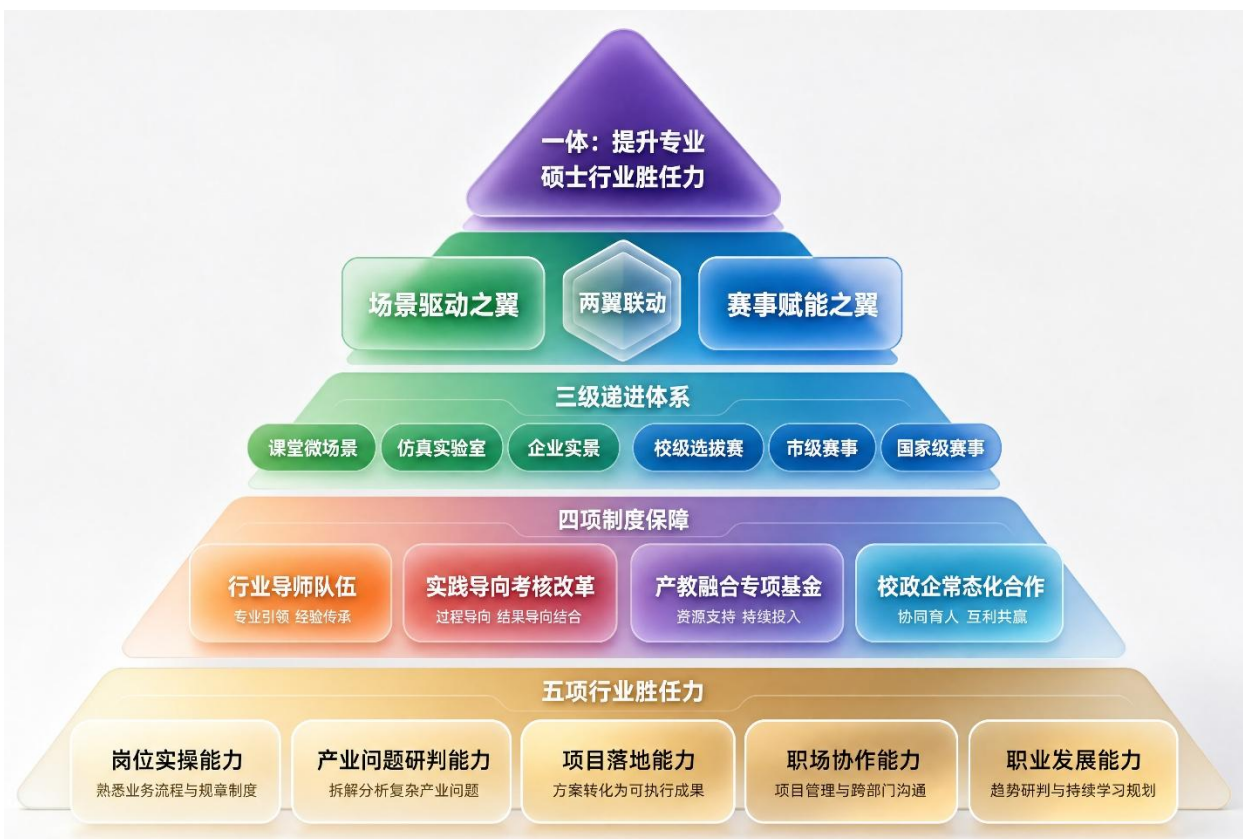 一体：提升专业
硕士行业胜任力
场景驱动之翼
两翼联动
赛事赋能之翼
三级递进体系
课堂微场景
仿真实验室
企业实景
校级选拔赛
市级赛事
国家级赛事
四项制度保障
行业导师队伍
专业引领 经验传承
实践导向考核改革
过程导向 结果导向结合
产教融合专项基金
资源支持 持续投入
校政企常态化合作
协同育人 互利共赢
五项行业胜任力
岗位实操能力
熟悉业务流程与规章制度
产业问题研判能力
拆解分析复杂产业问题
项目落地能力
方案转化为可执行成果
职场协作能力
项目管理与跨部门沟通
职业发展能力
趋势研判与持续学习规划